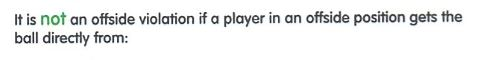 It is not an offside violation if a player in an offside position gets the
ball directly from: